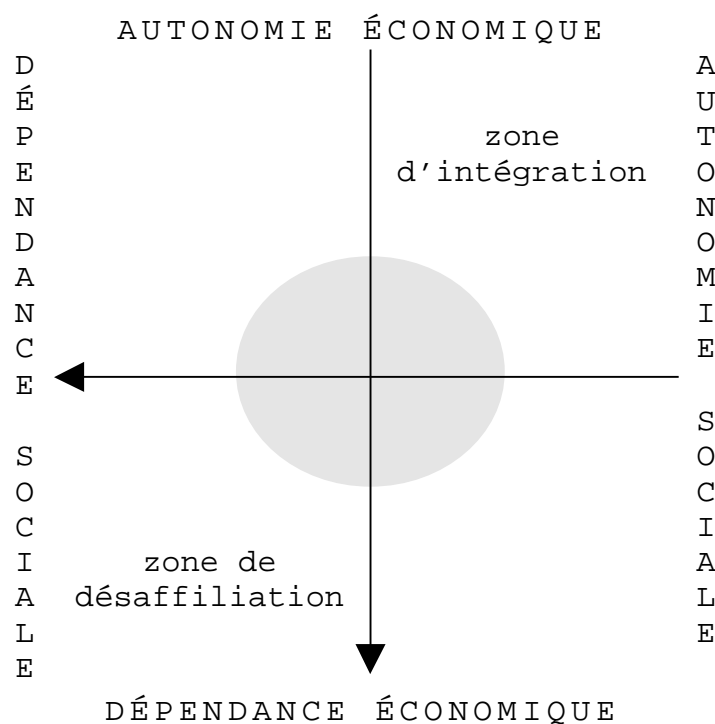 AUTONOMIE ÉCONOMIQUE
DÉPENDANCE SOCIALE
AUTONOMIE SOCIALE
zone
d'intégration
zone de
désaffiliation
DÉPENDANCE ÉCONOMIQUE